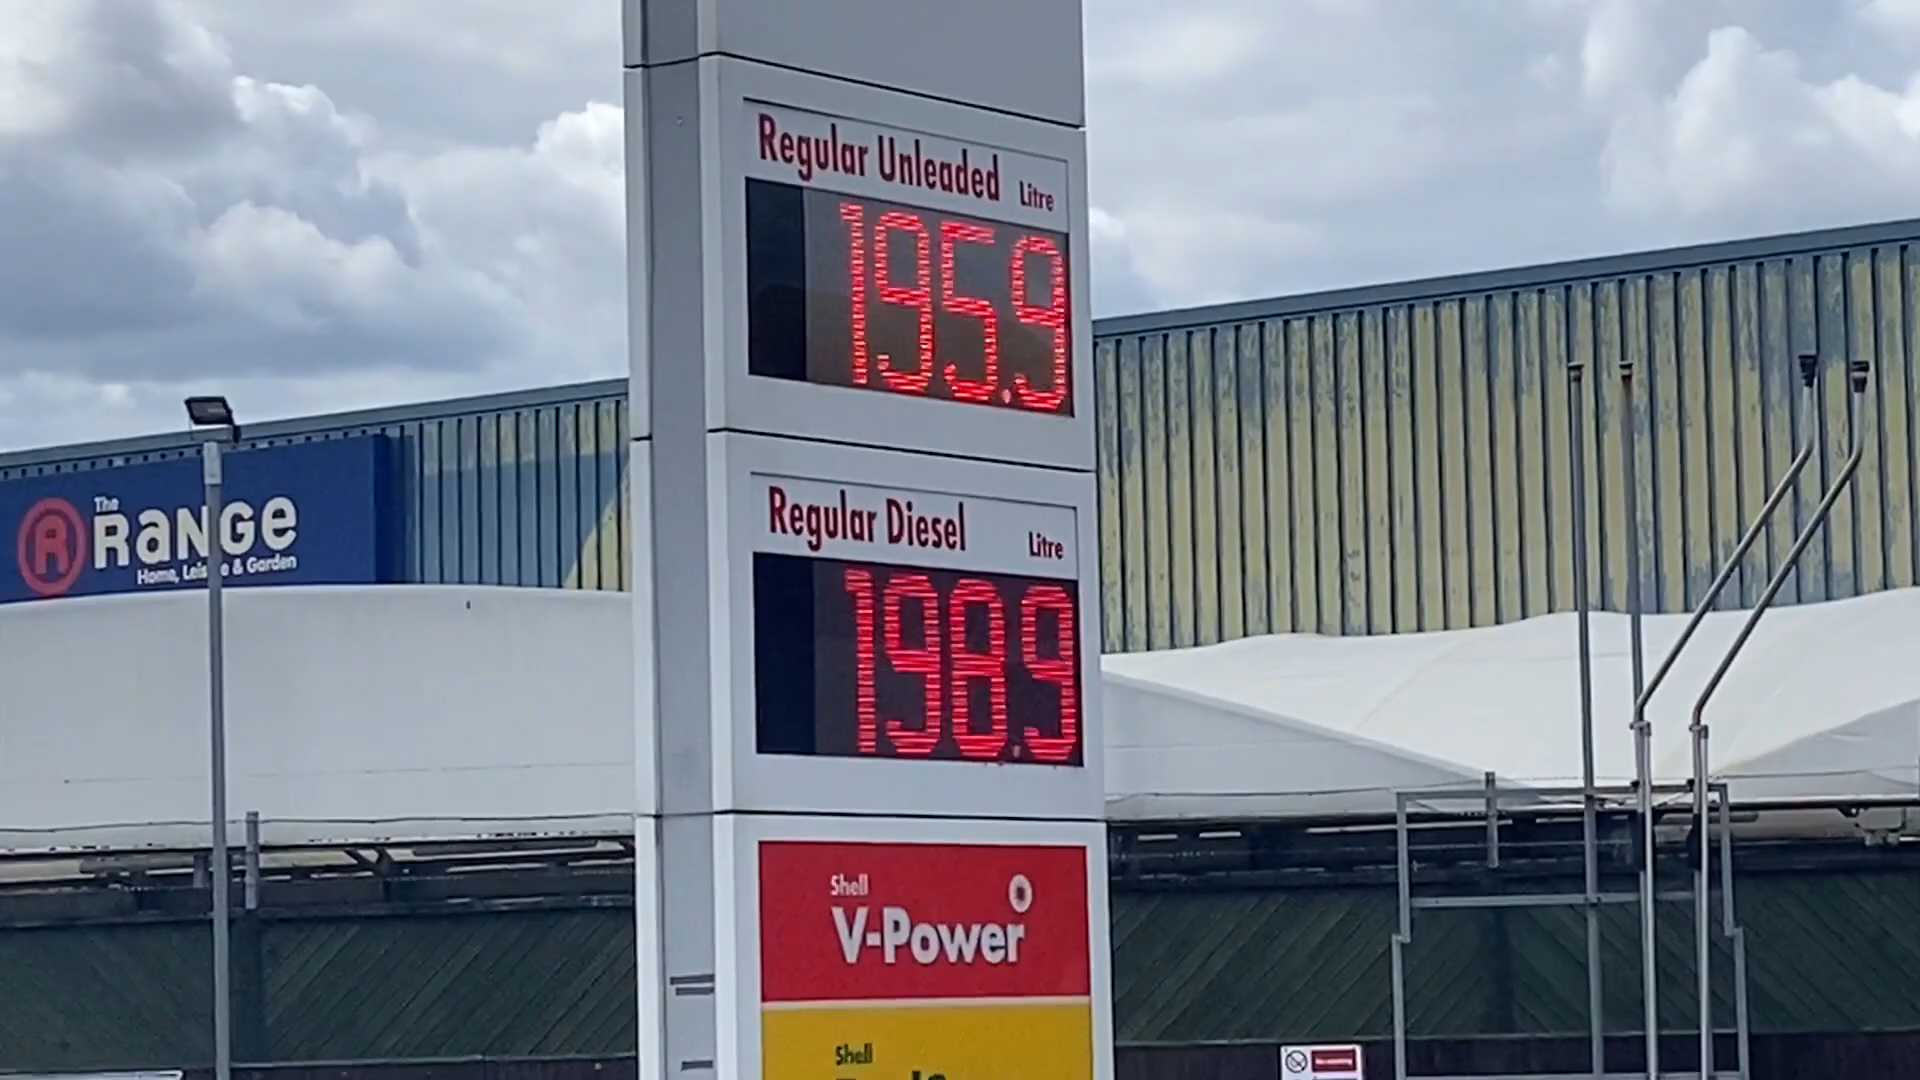 Regular Unleaded Litre
195.9
Regular Diesel Litre
198.9
The
RANGE
Home, Leisure & Garden
Shell
V-Power
Shell